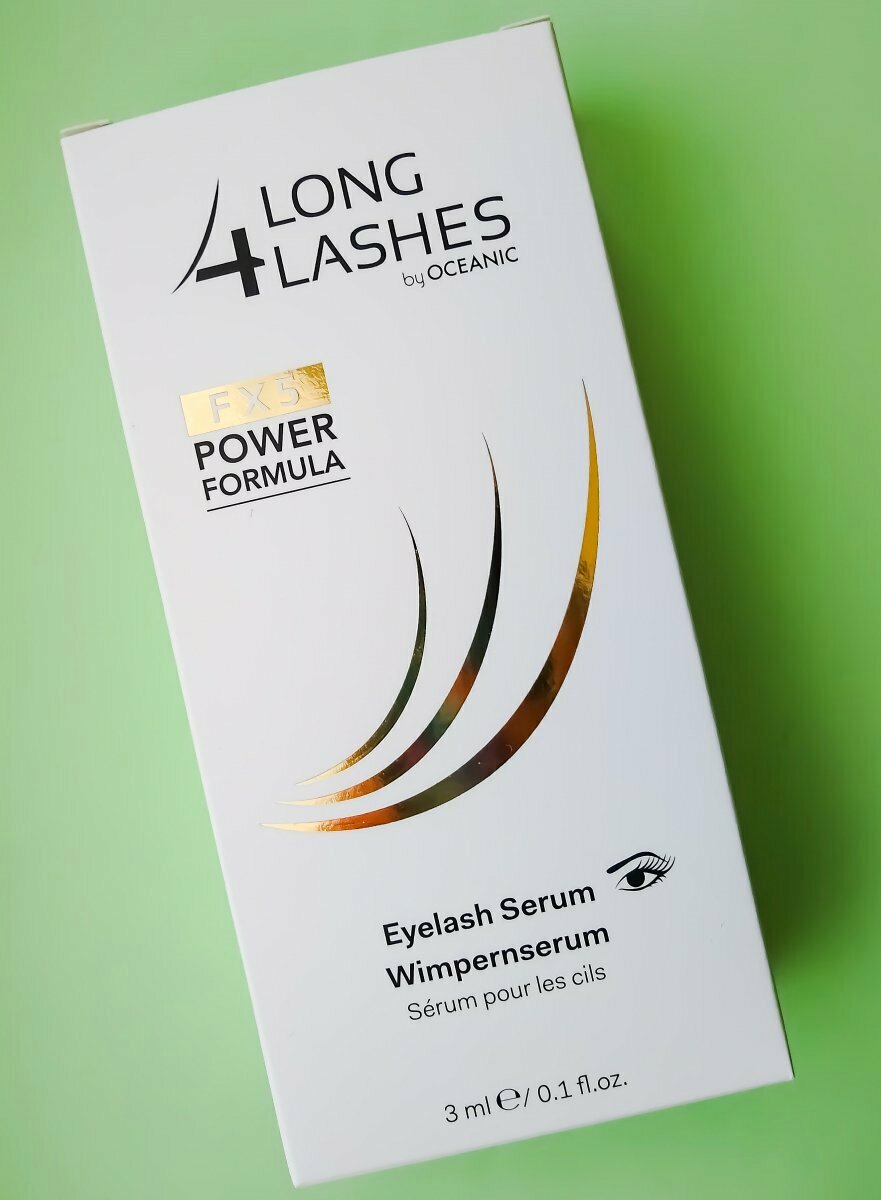 4 LONG
LASHES
by OCEANIC
FX5
POWER
FORMULA
Eyelash Serum
Wimpernserum
Sérum pour les cils
3 ml ℮/ 0.1 fl.oz.